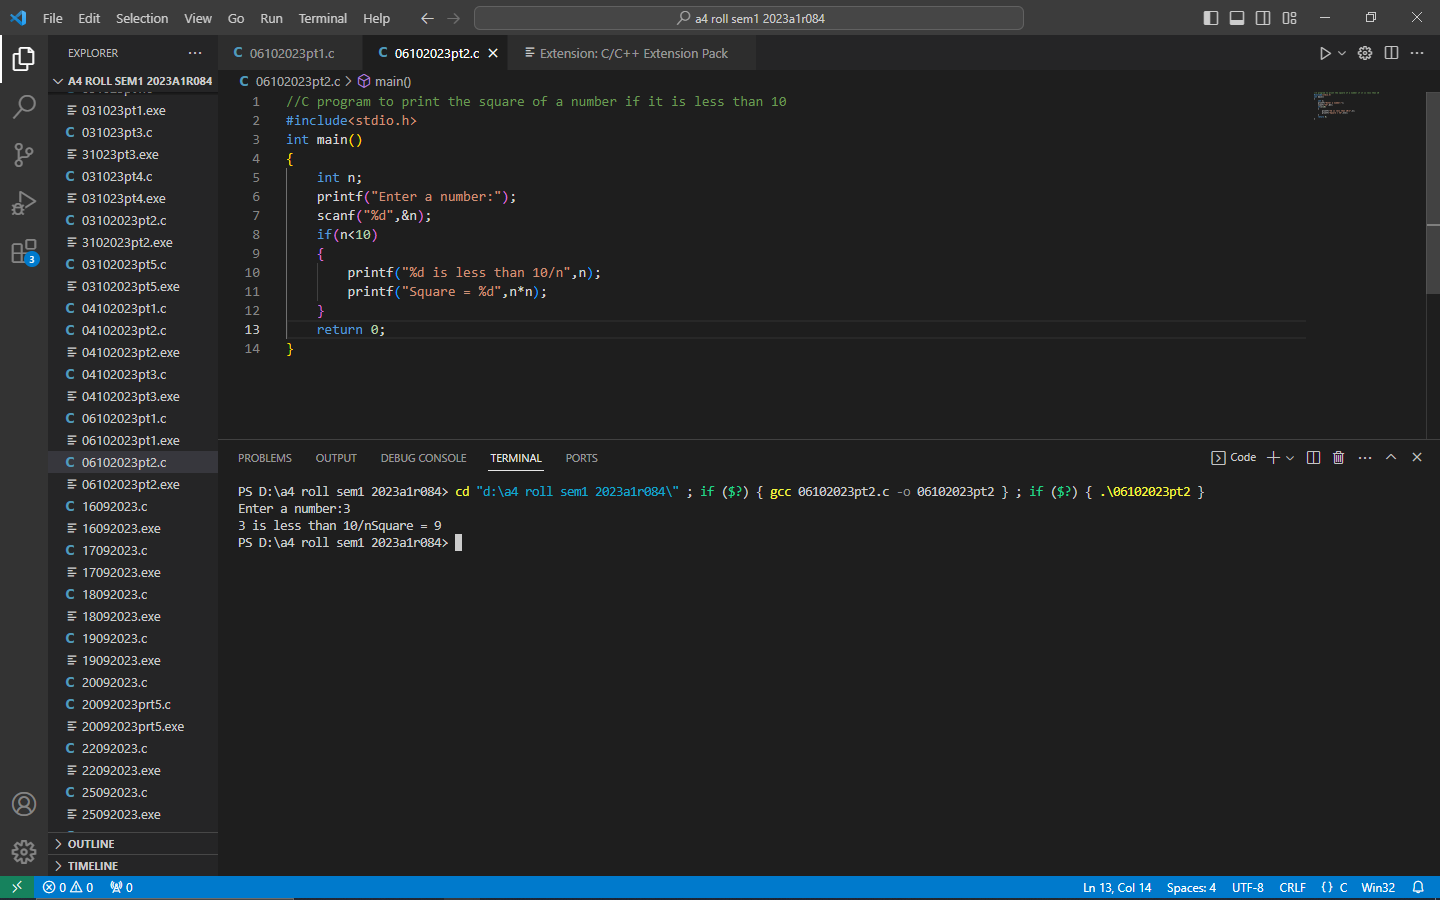 File Edit Selection View Go Run Terminal Help
a4 roll sem1 2023a1r084
EXPLORER
A4 ROLL SEM1 2023A1R084
031023pt1.exe
031023pt3.c
31023pt3.exe
031023pt4.c
031023pt4.exe
03102023pt2.c
3102023pt2.exe
03102023pt5.c
03102023pt5.exe
04102023pt1.c
04102023pt2.c
04102023pt2.exe
04102023pt3.c
04102023pt3.exe
06102023pt1.c
06102023pt1.exe
06102023pt2.c
06102023pt2.exe
16092023.c
16092023.exe
17092023.c
17092023.exe
18092023.c
18092023.exe
19092023.c
19092023.exe
20092023.c
20092023prt5.c
20092023prt5.exe
22092023.c
22092023.exe
25092023.c
25092023.exe
OUTLINE
TIMELINE
3
06102023pt1.c 06102023pt2.c Extension: C/C++ Extension Pack
06102023pt2.c > main()
1 //C program to print the square of a number if it is less than 10
2 #include<stdio.h>
3 int main()
4 {
5 int n;
6 printf("Enter a number:");
7 scanf("%d",&n);
8 if(n<10)
9 {
10 printf("%d is less than 10/n",n);
11 printf("Square = %d",n*n);
12 }
13 return 0;
14 }
PROBLEMS OUTPUT DEBUG CONSOLE TERMINAL PORTS Code
PS D:\a4 roll sem1 2023a1r084> cd "d:\a4 roll sem1 2023a1r084\" ; if ($?) { gcc 06102023pt2.c -o 06102023pt2 } ; if ($?) { .\06102023pt2 }
Enter a number:3
3 is less than 10/nSquare = 9
PS D:\a4 roll sem1 2023a1r084>
0 0 0 Ln 13, Col 14 Spaces: 4 UTF-8 CRLF {} C Win32